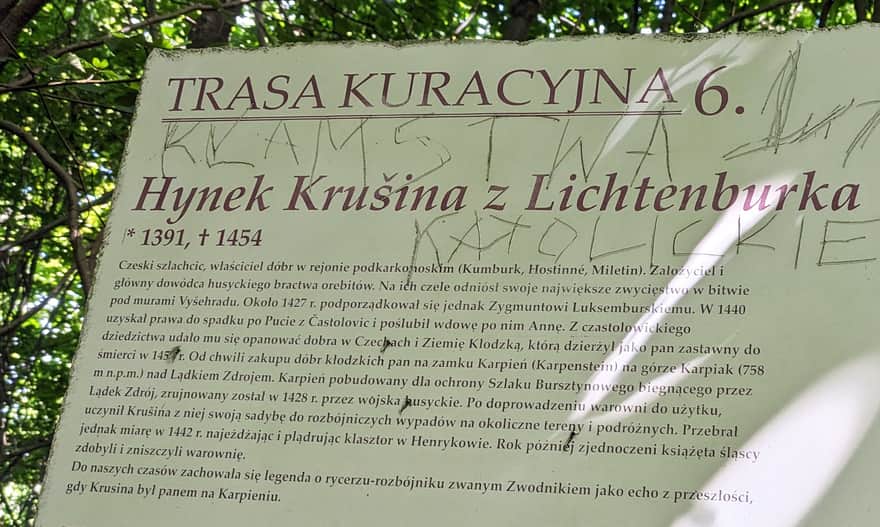 TRASA KURACYJNA 6.
KŁAMSTWA
Hynek Krušina z Lichtenburka
KATOLICKIE
* 1391, † 1454
Czeski szlachcic, właściciel dóbr w rejonie podkarkonoskim (Kumburk, Hostinné, Miletin). Założyciel i
główny dowódca husyckiego bractwa orebitów. Na ich czele odniósł swoje największe zwycięstwo w bitwie
pod murami Vyšehradu. Około 1427 r. podporządkował się jednak Zygmuntowi Luksemburskiemu. W 1440
uzyskał prawa do spadku po Pucie z Častolovic i poślubił wdowę po nim Annę. Z czastolowickiego
dziedzictwa udało mu się opanować dobra w Czechach i Ziemię Kłodzką, którą dzierżył jako pan zastawny do
śmierci w r. Od chwili zakupu dóbr kłodzkich pan na zamku Karpień (Karpenstein) na górze Karpiak (758
m n.p.m.) nad Lądkiem Zdrojem. Karpień pobudowany dla ochrony Szlaku Bursztynowego biegnącego przez
Lądek Zdrój, zrujnowany został w 1428 r. przez wojska husyckie. Po doprowadzeniu warowni do użytku,
uczynił Krušina z niej swoją sadybę do rozbójniczych wypadów na okoliczne tereny i podróżnych. Przebrał
jednak miarę w 1442 r. najeżdżając i plądrując klasztor w Henrykowie. Rok później zjednoczeni książęta śląscy
zdobyli i zniszczyli warownię.
Do naszych czasów zachowała się legenda o rycerzu-rozbójniku zwanym Zwodnikiem jako echo z przeszłości,
gdy Krusina był panem na Karpieniu.